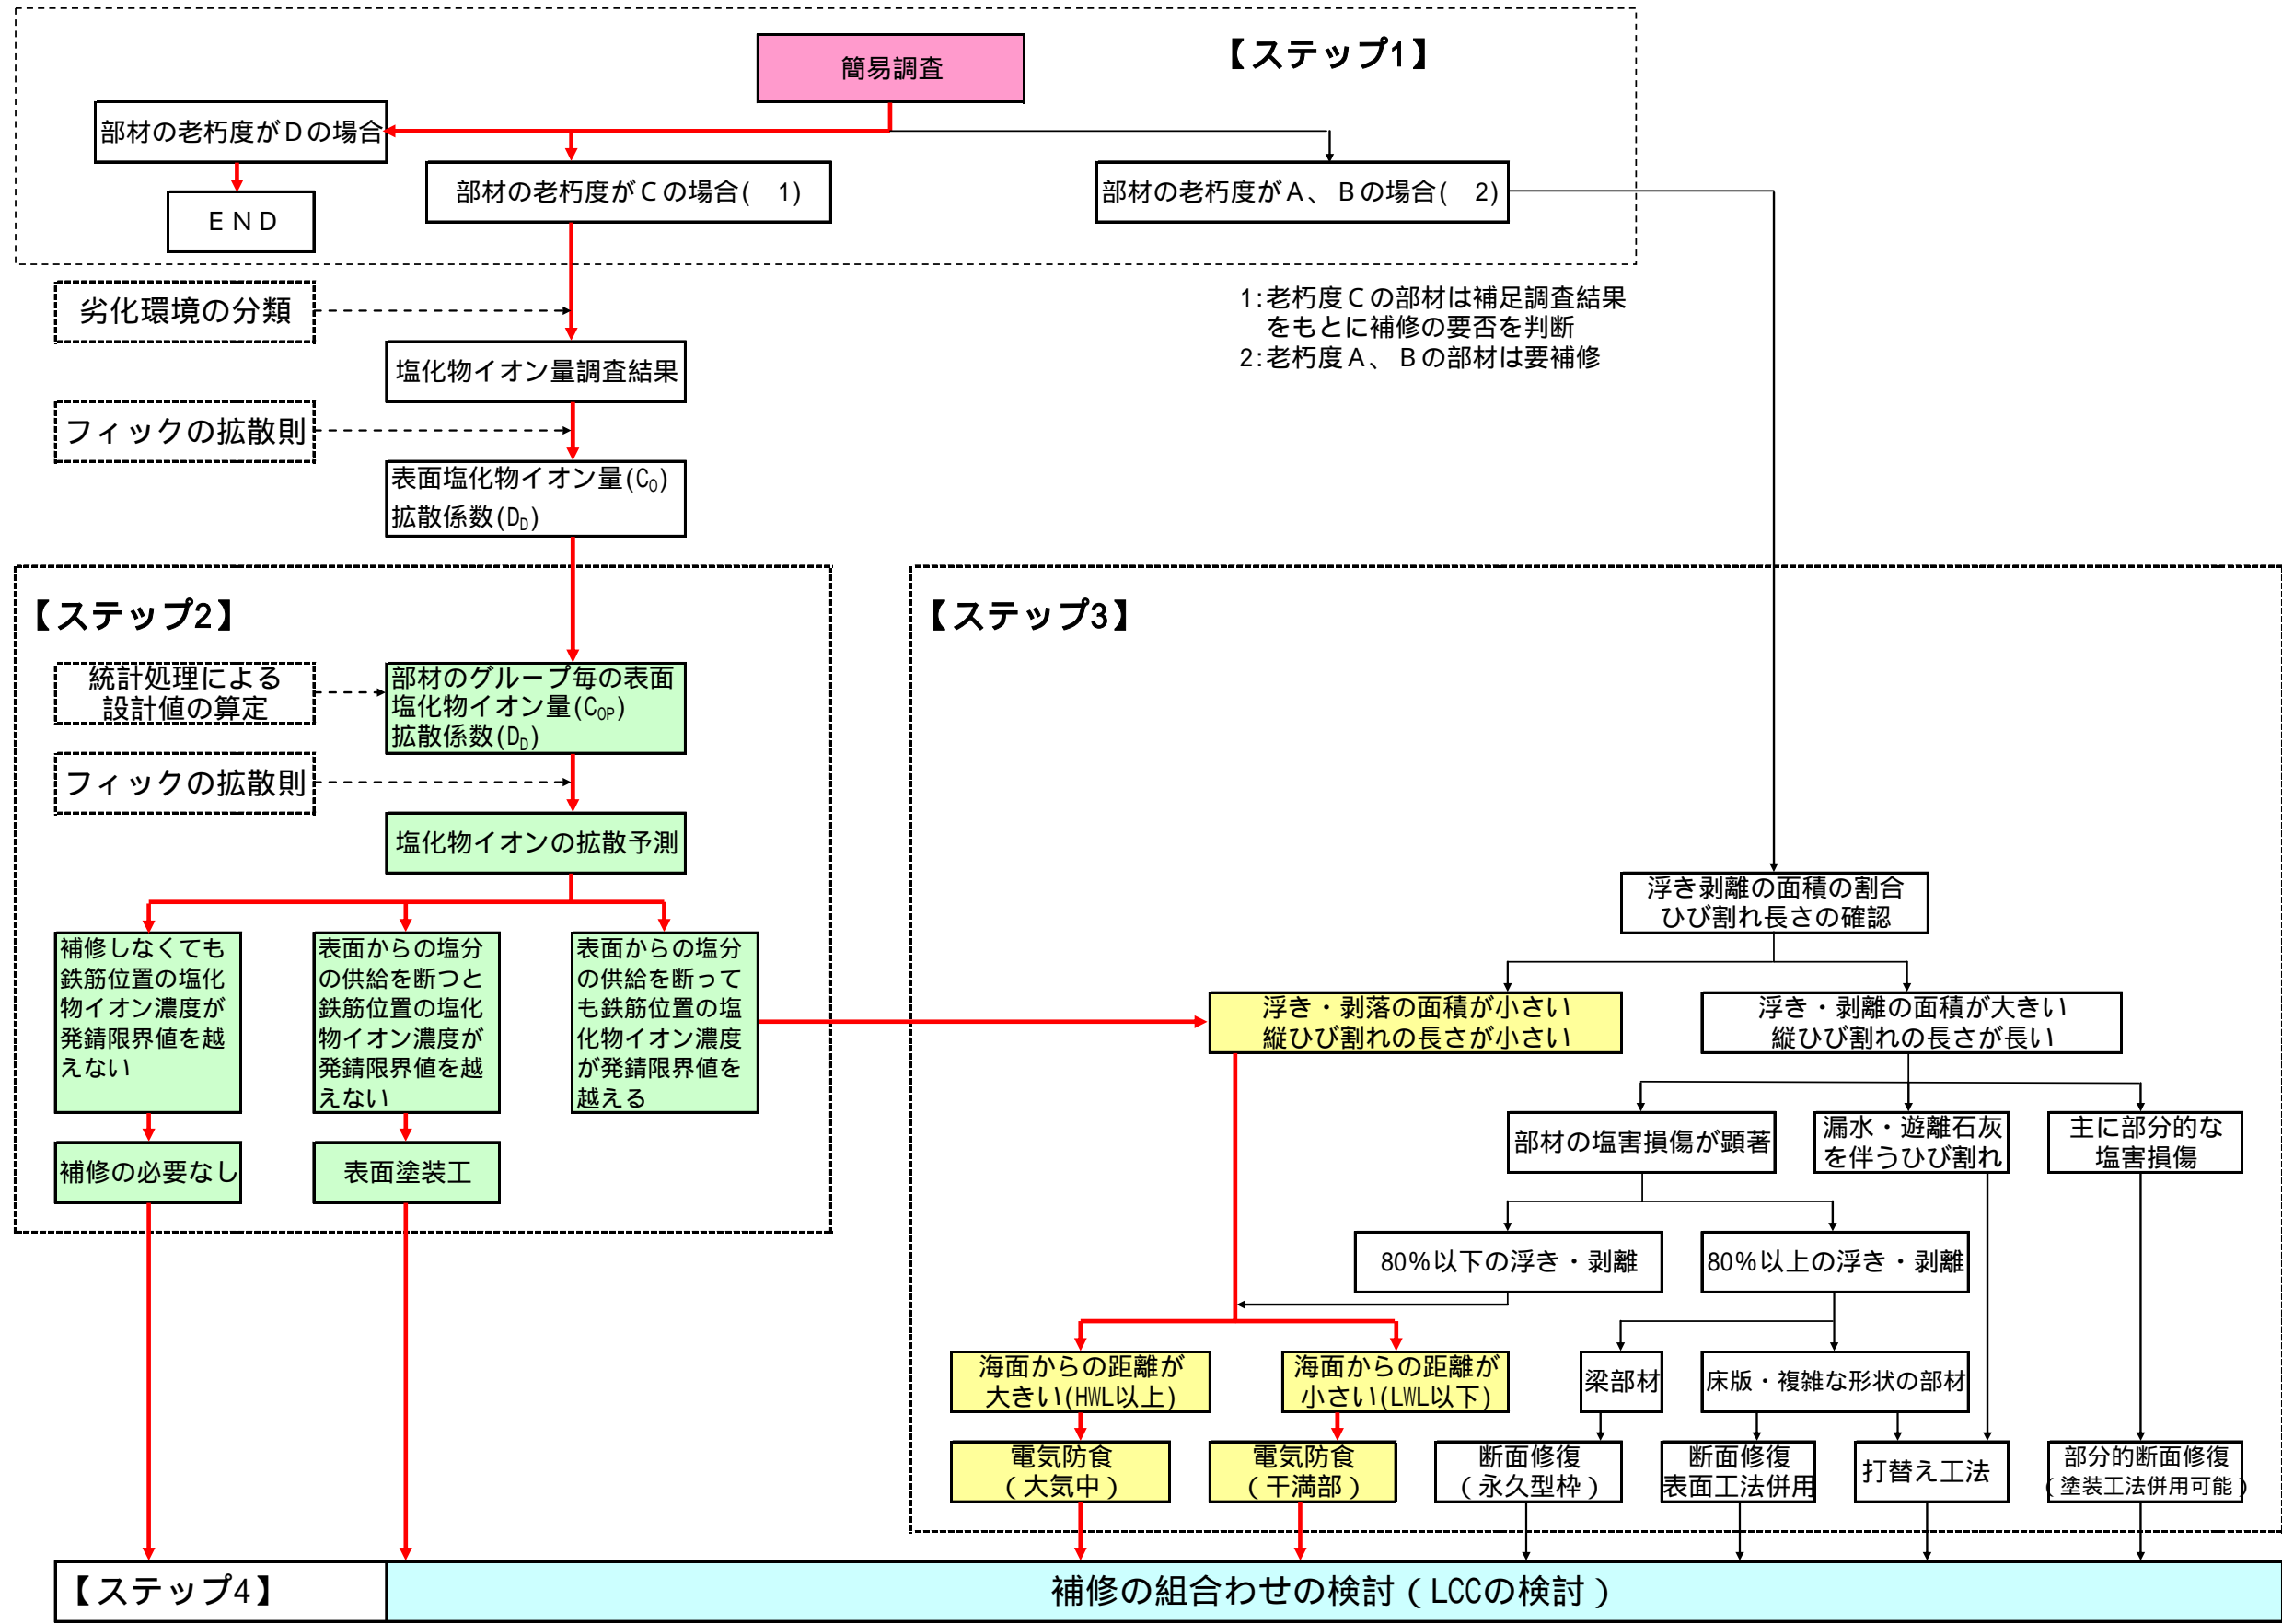 【ステップ1】
簡易調査
部材の老朽度がDの場合
END
部材の老朽度がCの場合( 1)
部材の老朽度がA、Bの場合( 2)
劣化環境の分類
1:老朽度Cの部材は補足調査結果
をもとに補修の要否を判断
2:老朽度A、Bの部材は要補修
塩化物イオン量調査結果
フィックの拡散則
表面塩化物イオン量(C₀)
拡散係数(D_D)
【ステップ2】
統計処理による
設計値の算定
部材のグループ毎の表面
塩化物イオン量(C_OP)
拡散係数(D_D)
フィックの拡散則
塩化物イオンの拡散予測
補修しなくても
鉄筋位置の塩化
物イオン濃度が
発錆限界値を越
えない
表面からの塩分
の供給を断つと
鉄筋位置の塩化
物イオン濃度が
発錆限界値を越
えない
表面からの塩分
の供給を断って
も鉄筋位置の塩
化物イオン濃度
が発錆限界値を
越える
補修の必要なし
表面塗装工
【ステップ3】
浮き剥離の面積の割合
ひび割れ長さの確認
浮き・剥落の面積が小さい
縦ひび割れの長さが小さい
浮き・剥離の面積が大きい
縦ひび割れの長さが長い
部材の塩害損傷が顕著
漏水・遊離石灰
を伴うひび割れ
主に部分的な
塩害損傷
80%以下の浮き・剥離
80%以上の浮き・剥離
海面からの距離が
大きい(HWL以上)
海面からの距離が
小さい(LWL以下)
梁部材
床版・複雑な形状の部材
電気防食
(大気中)
電気防食
(干満部)
断面修復
(永久型枠)
断面修復
表面工法併用
打替え工法
部分的断面修復
(塗装工法併用可能)
【ステップ4】
補修の組合わせの検討(LCCの検討)